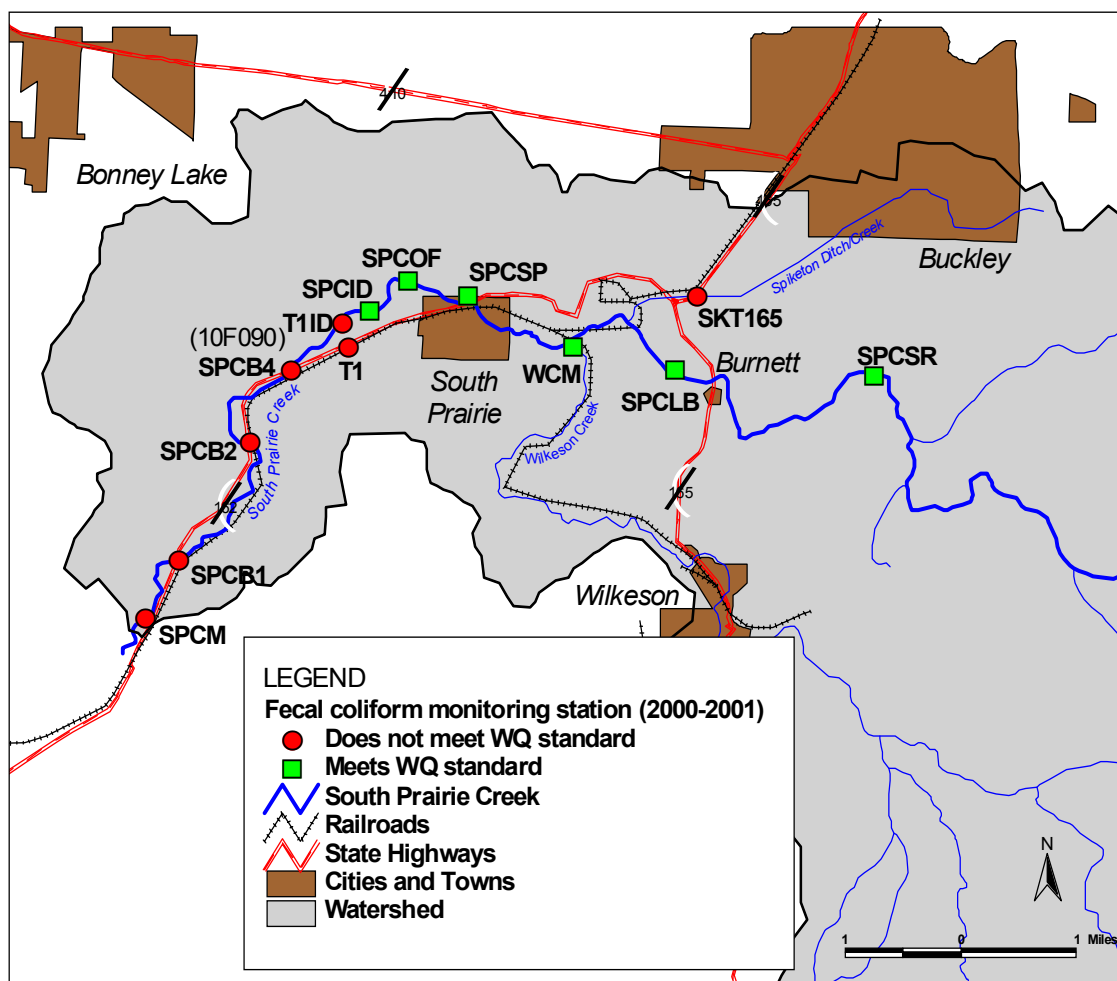 410
Bonney Lake
165
Buckley
Spiketon Ditch/Creek
SPCOF
SPCSP
SPCID
T1ID
SKT165
(10F090)
SPCB4
T1
South
Prairie
WCM
Burnett
SPCLB
SPCSR
SPCB2
South Prairie Creek
Wilkeson Creek
162
165
SPCB1
Wilkeson
SPCM
LEGEND
Fecal coliform monitoring station (2000-2001)
Does not meet WQ standard
Meets WQ standard
South Prairie Creek
Railroads
State Highways
Cities and Towns
Watershed
N
1 0 1 Miles